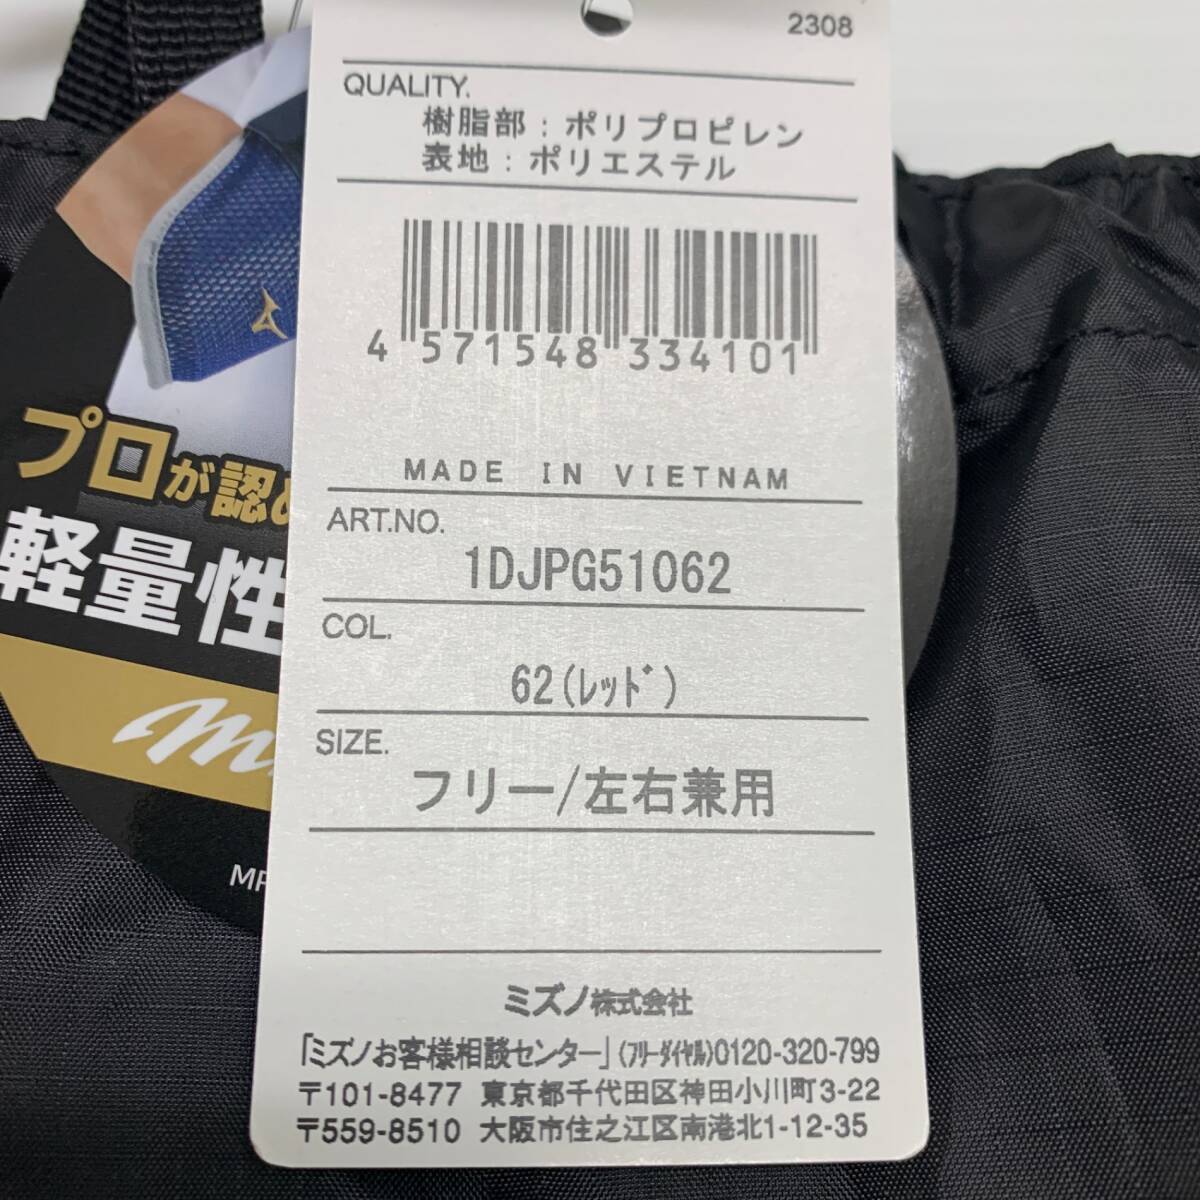 2308
QUALITY.
樹脂部：ポリプロピレン
表地：ポリエステル
4 571548 334101
MADE IN VIETNAM
ART.NO.
1DJPG51062
COL.
62(ﾚｯﾄﾞ)
SIZE.
フリー/左右兼用
ミズノ株式会社
「ミズノお客様相談センター」(ﾌﾘｰﾀﾞｲﾔﾙ)0120-320-799
〒101-8477 東京都千代田区神田小川町3-22
〒559-8510 大阪市住之江区南港北1-12-35
プロが認め
軽量性